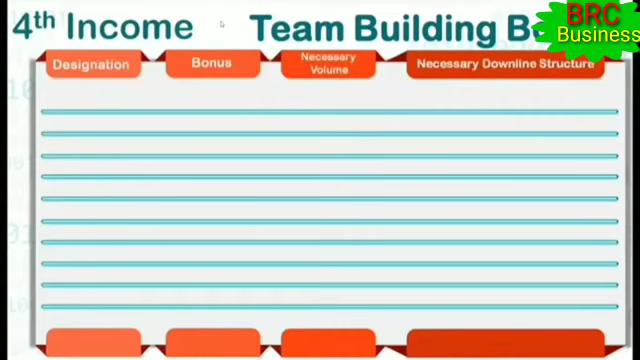 4th Income
Team Building
BRC
Business
Designation
Bonus
Necessary
Volume
Necessary Downline Structure